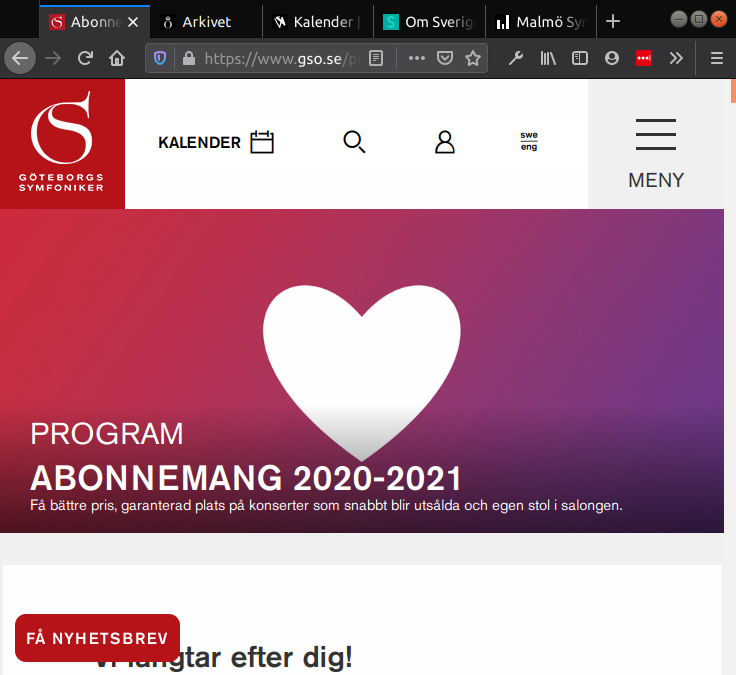 Abonne
Arkivet
Kalender |
Om Sverig
Malmö Syr
https://www.gso.se/p
GÖTEBORGS
SYMFONIKER
KALENDER
swe
eng
MENY
PROGRAM
ABONNEMANG 2020-2021
Få bättre pris, garanterad plats på konserter som snabbt blir utsålda och egen stol i salongen.
FÅ NYHETSBREV
Vi längtar efter dig!